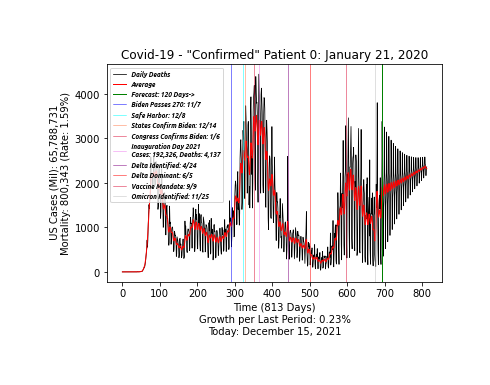 Covid-19 - "Confirmed" Patient 0: January 21, 2020
US Cases (Mil): 65,788,731
Mortality: 800,343 (Rate: 1.59%)
4000
3000
2000
1000
0
Daily Deaths
Average
Forecast: 120 Days->
Biden Passes 270: 11/7
Safe Harbor: 12/8
States Confirm Biden: 12/14
Congress Confirms Biden: 1/6
Inauguration Day 2021
Cases: 192,326, Deaths: 4,137
Delta Identified: 4/24
Delta Dominant: 6/5
Vaccine Mandate: 9/9
Omicron Identified: 11/25
0 100 200 300 400 500 600 700 800
Time (813 Days)
Growth per Last Period: 0.23%
Today: December 15, 2021